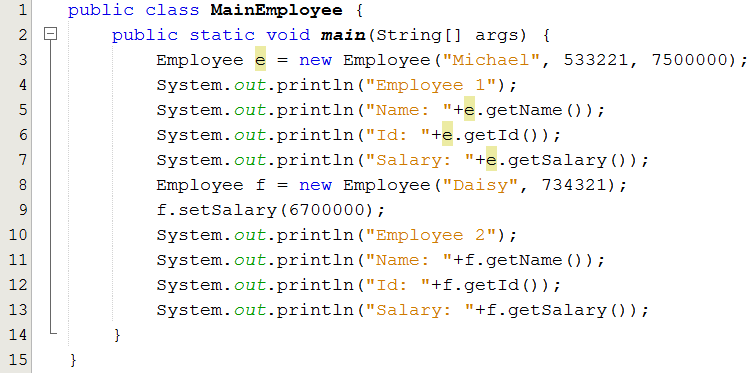 1 public class MainEmployee {
2 public static void main(String[] args) {
3 Employee e = new Employee("Michael", 533221, 7500000);
4 System.out.println("Employee 1");
5 System.out.println("Name: "+e.getName());
6 System.out.println("Id: "+e.getId());
7 System.out.println("Salary: "+e.getSalary());
8 Employee f = new Employee("Daisy", 734321);
9 f.setSalary(6700000);
10 System.out.println("Employee 2");
11 System.out.println("Name: "+f.getName());
12 System.out.println("Id: "+f.getId());
13 System.out.println("Salary: "+f.getSalary());
14 }
15 }